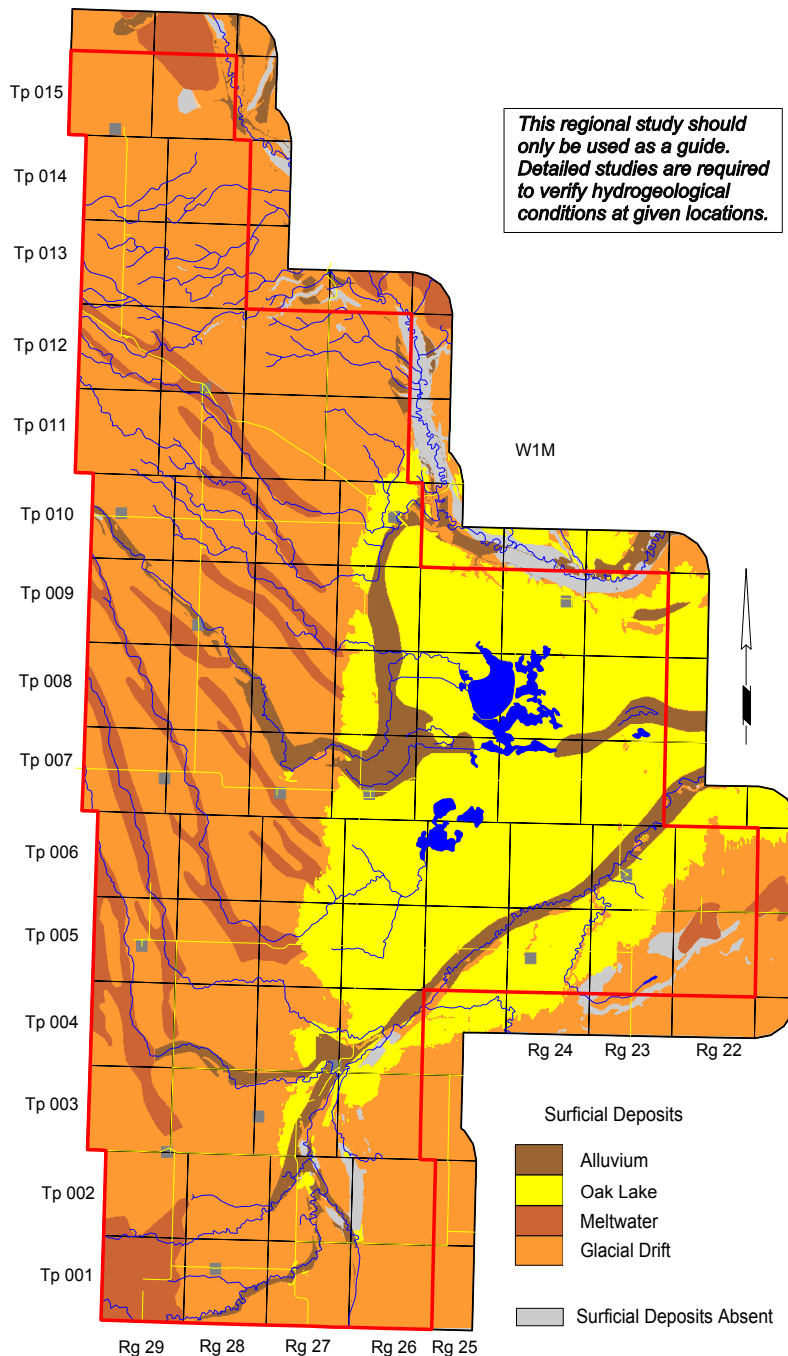 Tp 015
This regional study should
only be used as a guide.
Detailed studies are required
to verify hydrogeological
conditions at given locations.
Tp 014
Tp 013
Tp 012
Tp 011
W1M
Tp 010
Tp 009
Tp 008
Tp 007
Tp 006
Tp 005
Tp 004
Rg 24
Rg 23
Rg 22
Tp 003
Surficial Deposits
Alluvium
Oak Lake
Meltwater
Glacial Drift
Tp 002
Tp 001
Surficial Deposits Absent
Rg 29
Rg 28
Rg 27
Rg 26
Rg 25